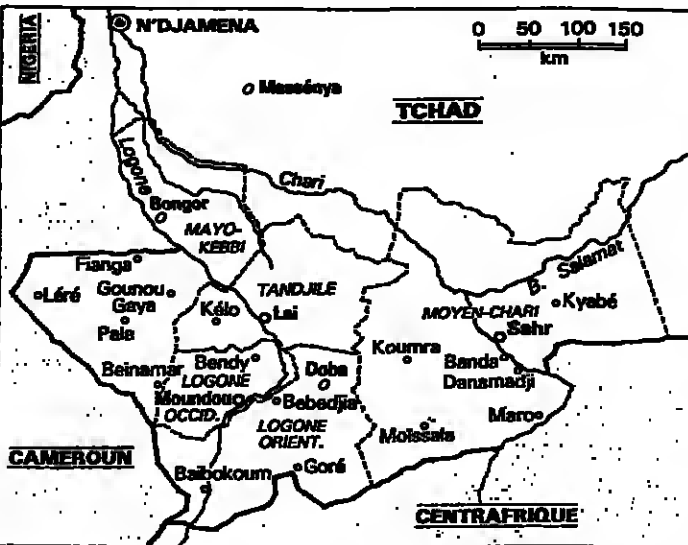 NIGERIA
N'DJAMENA
0 50 100 150
km
Massénya
TCHAD
Logone
Chari
Bongor
MAYO-
KEBBI
Fianga
Léré
Gounou
Gaya
Pala
Kélo
TANDJILE
Lai
B. Salamat
MOYEN-CHARI
Kyabé
Sahr
Koumra
Banda
Danamadji
Beinamar
Bendy
LOGONE
Moundou
OCCID.
Doba
Bebedjia
LOGONE
ORIENT.
Maro
Moïssala
CAMEROUN
Baïbokoum
Goré
CENTRAFRIQUE